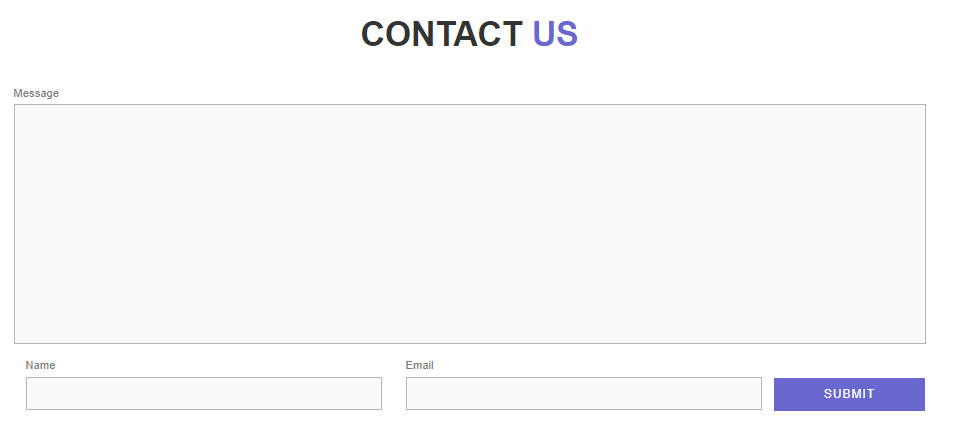 CONTACT US
Message
Name
Email
SUBMIT